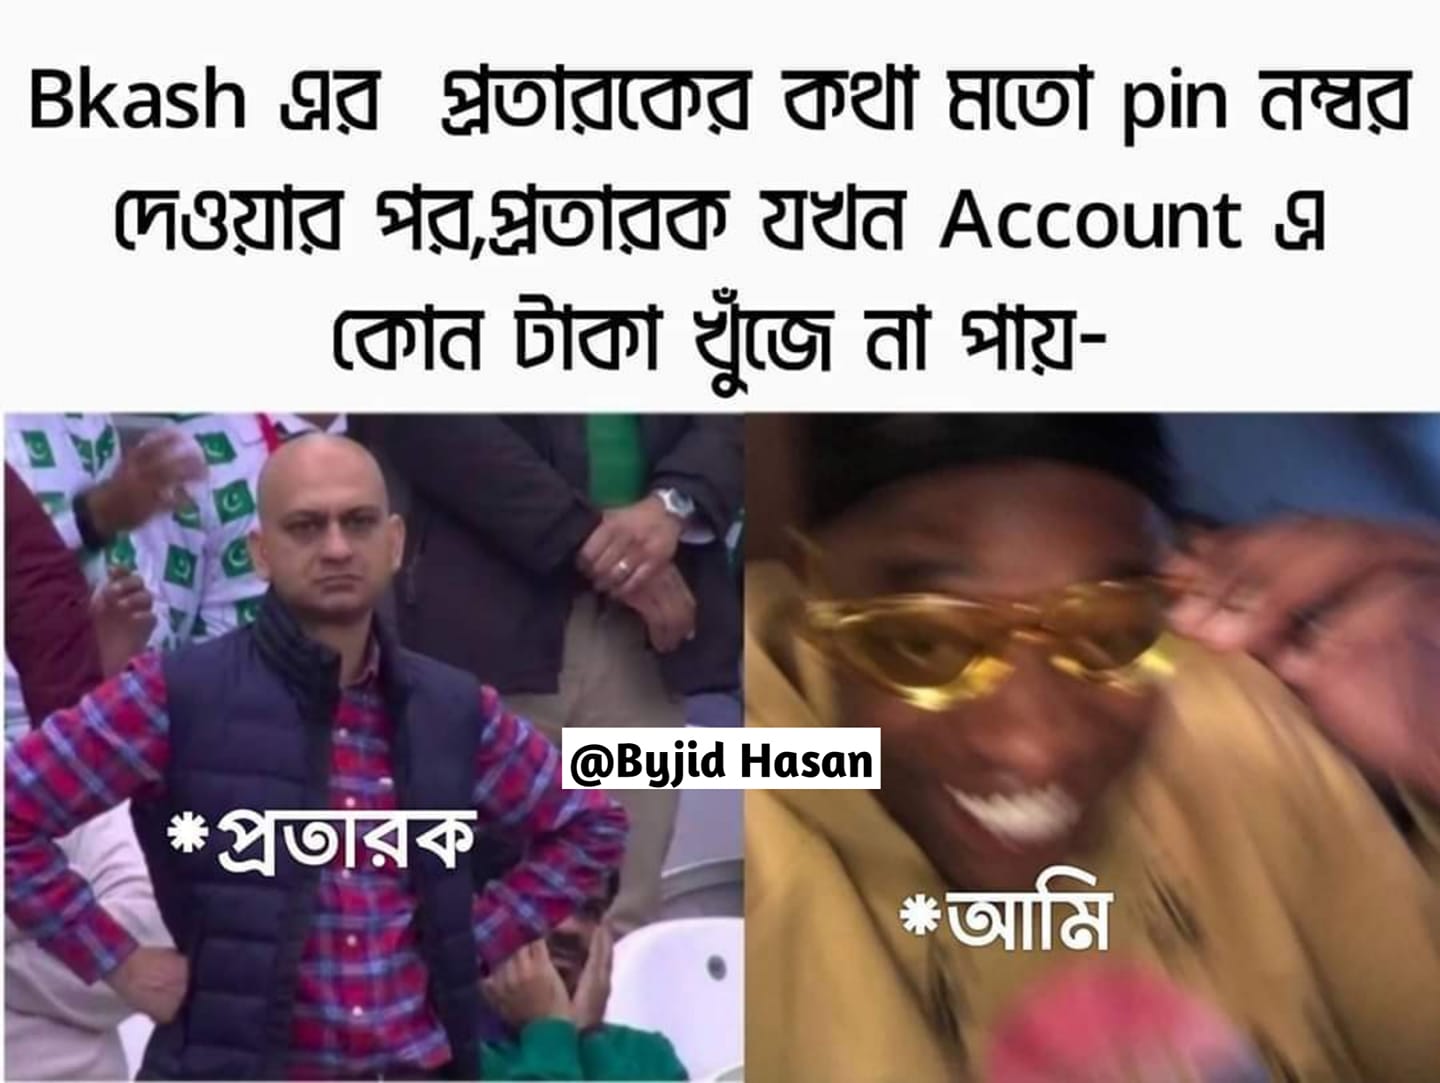 Bkash এর প্রতারকের কথা মতো pin নম্বর
দেওয়ার পর,প্রতারক যখন Account এ
কোন টাকা খুঁজে না পায়-
@Byjid Hasan
*প্রতারক
*আমি